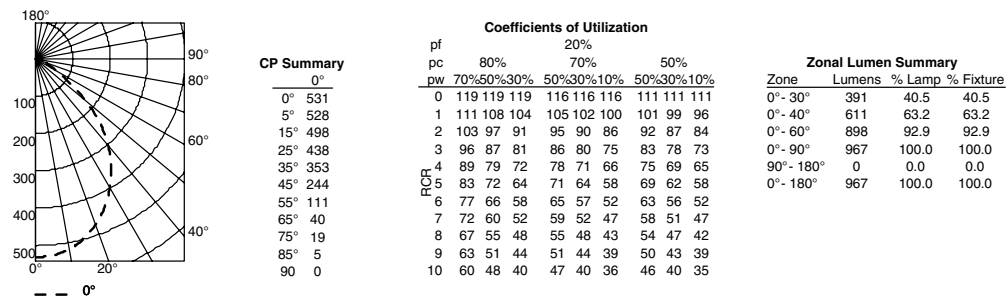 180°
90°
80°
100
60°
200
300
400
40°
500
0° 20°
0°
CP Summary
0°
0° 531
5° 528
15° 498
25° 438
35° 353
45° 244
55° 111
65° 40
75° 19
85° 5
90 0
Coefficients of Utilization
pf 20%
pc 80% 70% 50%
pw 70%50%30% 50%30%10% 50%30%10%
RCR
0 119 119 119 116 116 116 111 111 111
1 111 108 104 105 102 100 101 99 96
2 103 97 91 95 90 86 92 87 84
3 96 87 81 86 80 75 83 78 73
4 89 79 72 78 71 66 75 69 65
5 83 72 64 71 64 58 69 62 58
6 77 66 58 65 57 52 63 56 52
7 72 60 52 59 52 47 58 51 47
8 67 55 48 55 48 43 54 47 42
9 63 51 44 51 44 39 50 43 39
10 60 48 40 47 40 36 46 40 35
Zonal Lumen Summary
Zone Lumens % Lamp % Fixture
0°- 30° 391 40.5 40.5
0°- 40° 611 63.2 63.2
0°- 60° 898 92.9 92.9
0°- 90° 967 100.0 100.0
90°- 180° 0 0.0 0.0
0°- 180° 967 100.0 100.0